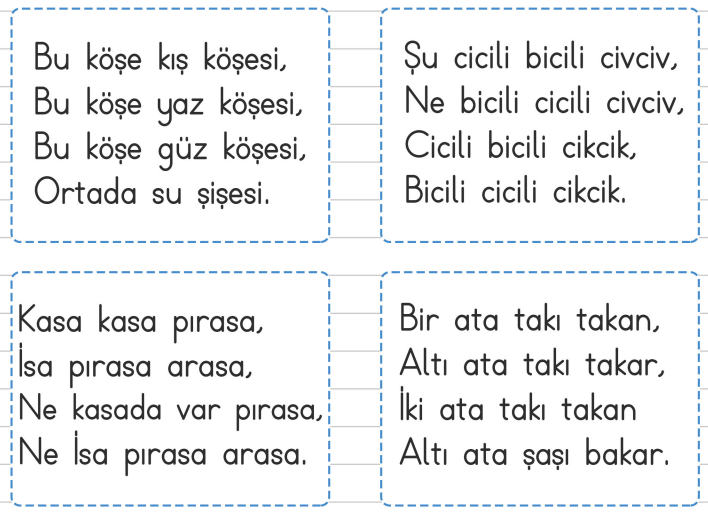 Bu köşe kış köşesi,
Bu köşe yaz köşesi,
Bu köşe güz köşesi,
Ortada su şişesi.
Şu cicili bicili civciv,
Ne bicili cicili civciv,
Cicili bicili cikcik,
Bicili cicili cikcik.
Kasa kasa pırasa,
İsa pırasa arasa,
Ne kasada var pırasa,
Ne İsa pırasa arasa.
Bir ata takı takan,
Altı ata takı takar,
İki ata takı takan
Altı ata şaşı bakar.